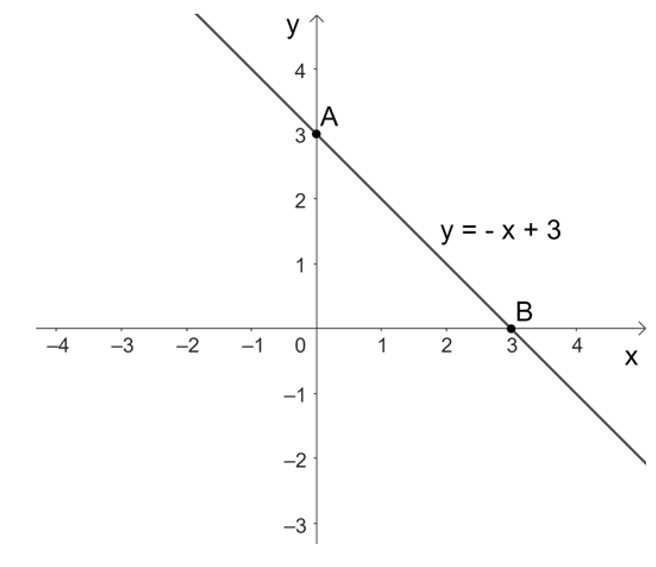 y
4
A
3
2
y = - x + 3
1
B
–4 –3 –2 –1 0 1 2 3 4
x
–1
–2
–3